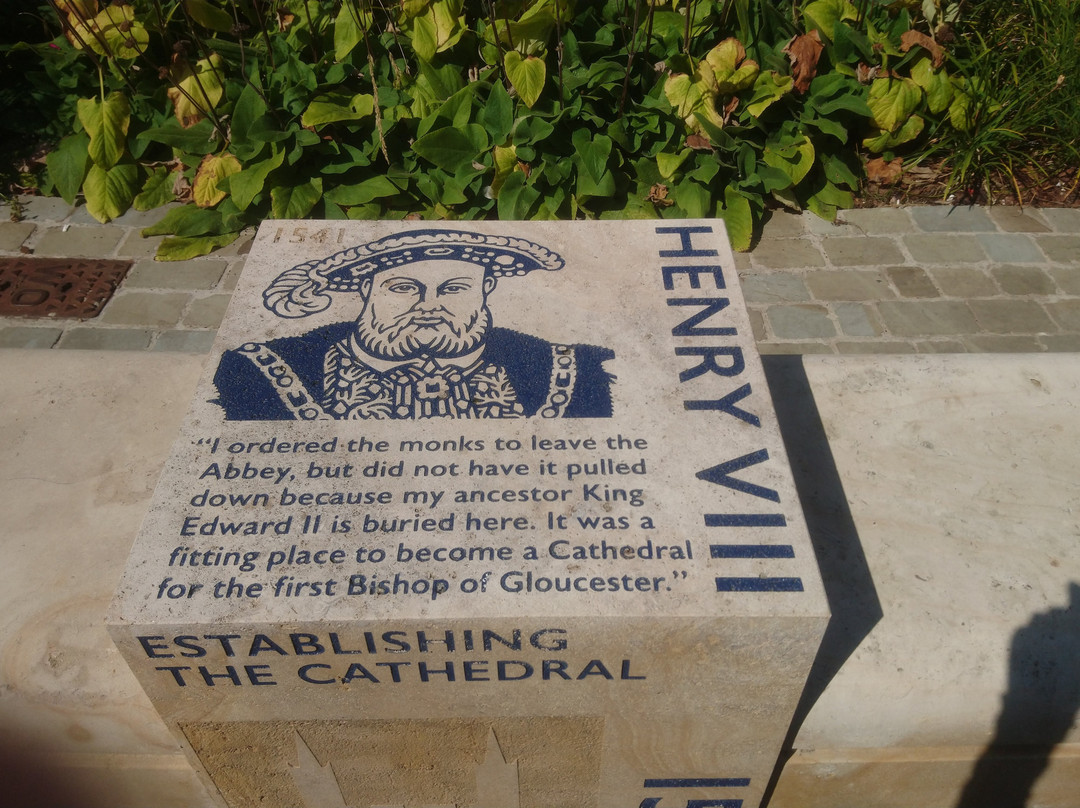 1541
HENRY VIII
“I ordered the monks to leave the
Abbey, but did not have it pulled
down because my ancestor King
Edward II is buried here. It was a
fitting place to become a Cathedral
for the first Bishop of Gloucester.”
ESTABLISHING
THE CATHEDRAL